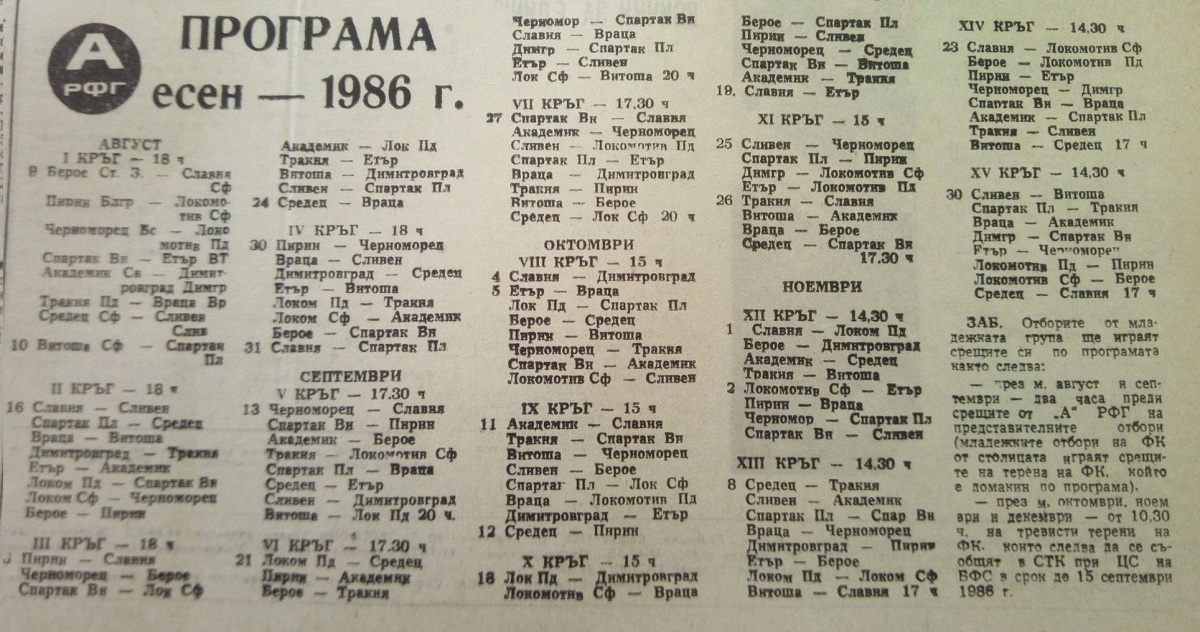 А
РФГ
ПРОГРАМА
есен — 1986 г.
АВГУСТ
I КРЪГ — 18 ч
9 Берое Ст. З. — Славия
Сф
Пирин Блгр — Локомо-
тив Сф
Черноморец Бс — Локо
мотив Пд
Спартак Вн — Етър ВТ
Академик Св — Димит-
ровград Димгр
Тракия Пд — Враца Вр
Средец Сф — Сливен
Слив
10 Витоша Сф — Спартак
Пл
II КРЪГ — 18 ч
16 Славия — Сливен
Спартак Пл — Средец
Враца — Витоша
Димитровград — Тракия
Етър — Академик
Локом Пд — Спартак Вн
Локом Сф — Черноморец
Берое — Пирин
III КРЪГ — 18 ч
Пирин — Славия
Черноморец — Берое
Спартак Вн — Лок Сф
Академик — Лок Пд
Тракия — Етър
Витоша — Димитровград
Сливен — Спартак Пл
24 Средец — Враца
IV КРЪГ — 18 ч
30 Пирин — Черноморец
Враца — Сливен
Димитровград — Средец
Етър — Витоша
Локом Пд — Тракия
Локом Сф — Академик
Берое — Спартак Вн
31 Славия — Спартак Пл
СЕПТЕМВРИ
V КРЪГ — 17.30 ч
13 Черноморец — Славия
Спартак Вн — Пирин
Академик — Берое
Тракия — Локомотив Сф
Спартак Пл — Враца
Средец — Етър
Сливен — Димитровград
Витоша — Лок Пд 20 ч.
VI КРЪГ — 17.30 ч
21 Локом Пд — Средец
Пирин — Академик
Берое — Тракия
Черномор — Спартак Вн
Славия — Враца
Димгр — Спартак Пл
Етър — Сливен
Лок Сф — Витоша 20 ч
VII КРЪГ — 17.30 ч
27 Спартак Вн — Славия
Академик — Черноморец
Сливен — Локомотив Пд
Спартак Пл — Етър
Враца — Димитровград
Тракия — Пирин
Витоша — Берое
Средец — Лок Сф 20 ч
ОКТОМВРИ
VIII КРЪГ — 15 ч
4 Славия — Димитровград
5 Етър — Враца
Лок Пд — Спартак Пл
Берое — Средец
Пирин — Витоша
Черноморец — Тракия
Спартак Вн — Академик
Локомотив Сф — Сливен
IX КРЪГ — 15 ч
11 Академик — Славия
Тракия — Спартак Вн
Витоша — Черноморец
Сливен — Берое
Спартаг Пл — Лок Сф
Враца — Локомотив Пд
Димитровград — Етър
12 Средец — Пирин
X КРЪГ — 15 ч
18 Лок Пд — Димитровград
Локомотив Сф — Враца
Берое — Спартак Пл
Пирин — Сливен
Черноморец — Средец
Спартак Вн — Витоша
Академик — Тракия
19. Славия — Етър
XI КРЪГ — 15 ч
25 Сливен — Черноморец
Спартак Пл — Пирин
Димгр — Локомотив Сф
Етър — Локомотив Пд
26 Тракия — Славия
Витоша — Академик
Враца — Берое
Средец — Спартак Вн
17.30 ч
НОЕМВРИ
XII КРЪГ — 14,30 ч
1 Славия — Локом Пд
Берое — Димитровград
Академик — Средец
Тракия — Витоша
2 Локомотив Сф — Етър
Пирин — Враца
Черномор — Спартак Пл
Спартак Вн — Сливен
XIII КРЪГ — 14.30 ч
8 Средец — Тракия
Сливен — Академик
Спартак Пл — Спар Вн
Враца — Черноморец
Димитровград — Пирин
Етър — Берое
Локом Пд — Локом Сф
Витоша — Славия 17 ч
XIV КРЪГ — 14.30 ч
23 Славия — Локомотив Сф
Берое — Локомотив Пд
Пирин — Етър
Черноморец — Димгр
Спартак Вн — Враца
Академик — Спартак Пл
Тракия — Сливен
Витоша — Средец 17 ч
XV КРЪГ — 14.30 ч
30 Сливен — Витоша
Спартак Пл — Тракия
Враца — Академик
Димгр — Спартак Вн
Етър —
Локомотив Пд — Пирин
Локомотив Сф — Берое
Средец — Славия 17 ч
ЗАБ. Отборите от мла-
дежката група ще играят
срещите си по програмата
както следва:
— през м. август и сеп-
тември — два часа преди
срещите от „А" РФГ на
представителните отбори
(младежките отбори на ФК
от столицата играят срещи-
те на терена на ФК, който
е домакин по програма).
— през м. октомври, ноем
ври и декември — от 10,30
ч. на тревисти терени на
ФК, които следва да се съ-
общят в СТК при ЦС на
БФС в срок до 15 септември
1986 г.